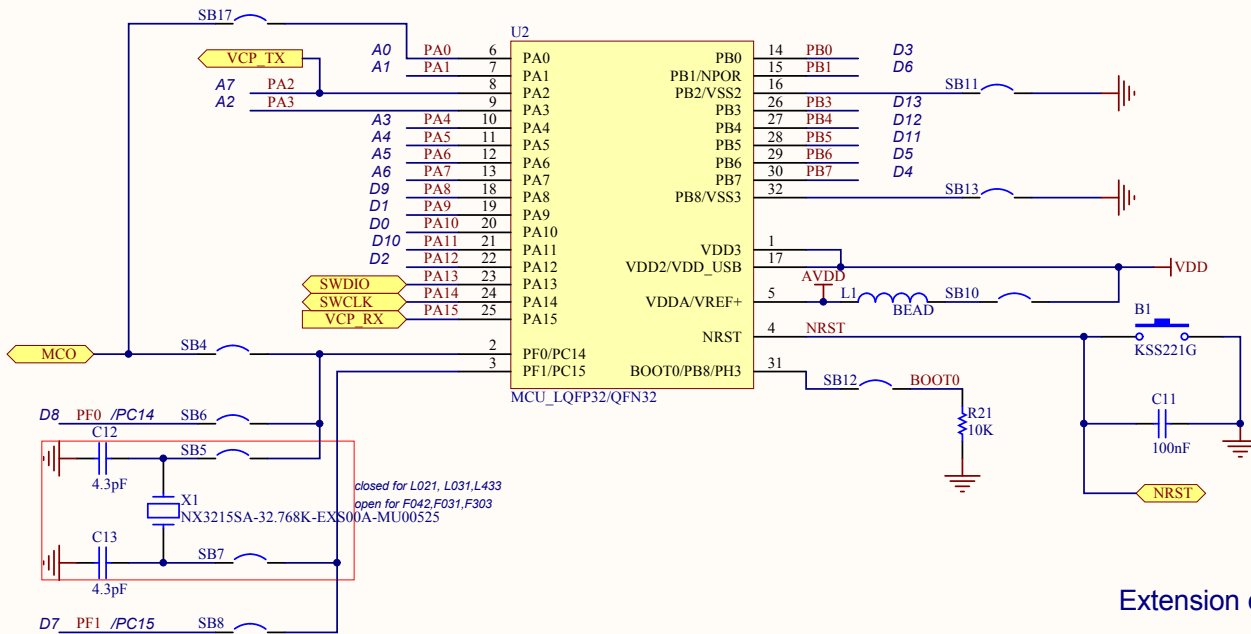 SB17
U2
VCP_TX
A0 PA0 6 PA0
A1 PA1 7 PA1
A7 PA2 8 PA2
A2 PA3 9 PA3
A3 PA4 10 PA4
A4 PA5 11 PA5
A5 PA6 12 PA6
A6 PA7 13 PA7
D9 PA8 18 PA8
D1 PA9 19 PA9
D0 PA10 20 PA10
D10 PA11 21 PA11
D2 PA12 22 PA12
SWDIO PA13 23 PA13
SWCLK PA14 24 PA14
VCP_RX PA15 25 PA15
MCO SB4 2 PF0/PC14
3 PF1/PC15
MCU_LQFP32/QFN32
PB0 14 PB0 D3
PB1/NPOR 15 PB1 D6
PB2/VSS2 16 SB11
PB3 26 PB3 D13
PB4 27 PB4 D12
PB5 28 PB5 D11
PB6 29 PB6 D5
PB7 30 PB7 D4
PB8/VSS3 32 SB13
VDD3 1
VDD2/VDD_USB 17 VDD
AVDD
VDDA/VREF+ 5 L1 SB10
BEAD
NRST 4 NRST
B1
KSS221G
BOOT0/PB8/PH3 31
SB12 BOOT0
R21
10K
C11
100nF
NRST
D8 PF0 /PC14 SB6
C12
4.3pF
SB5
X1
NX3215SA-32.768K-EXS00A-MU00525
closed for L021, L031,L433
open for F042,F031,F303
C13
4.3pF
SB7
D7 PF1 /PC15 SB8
Extension